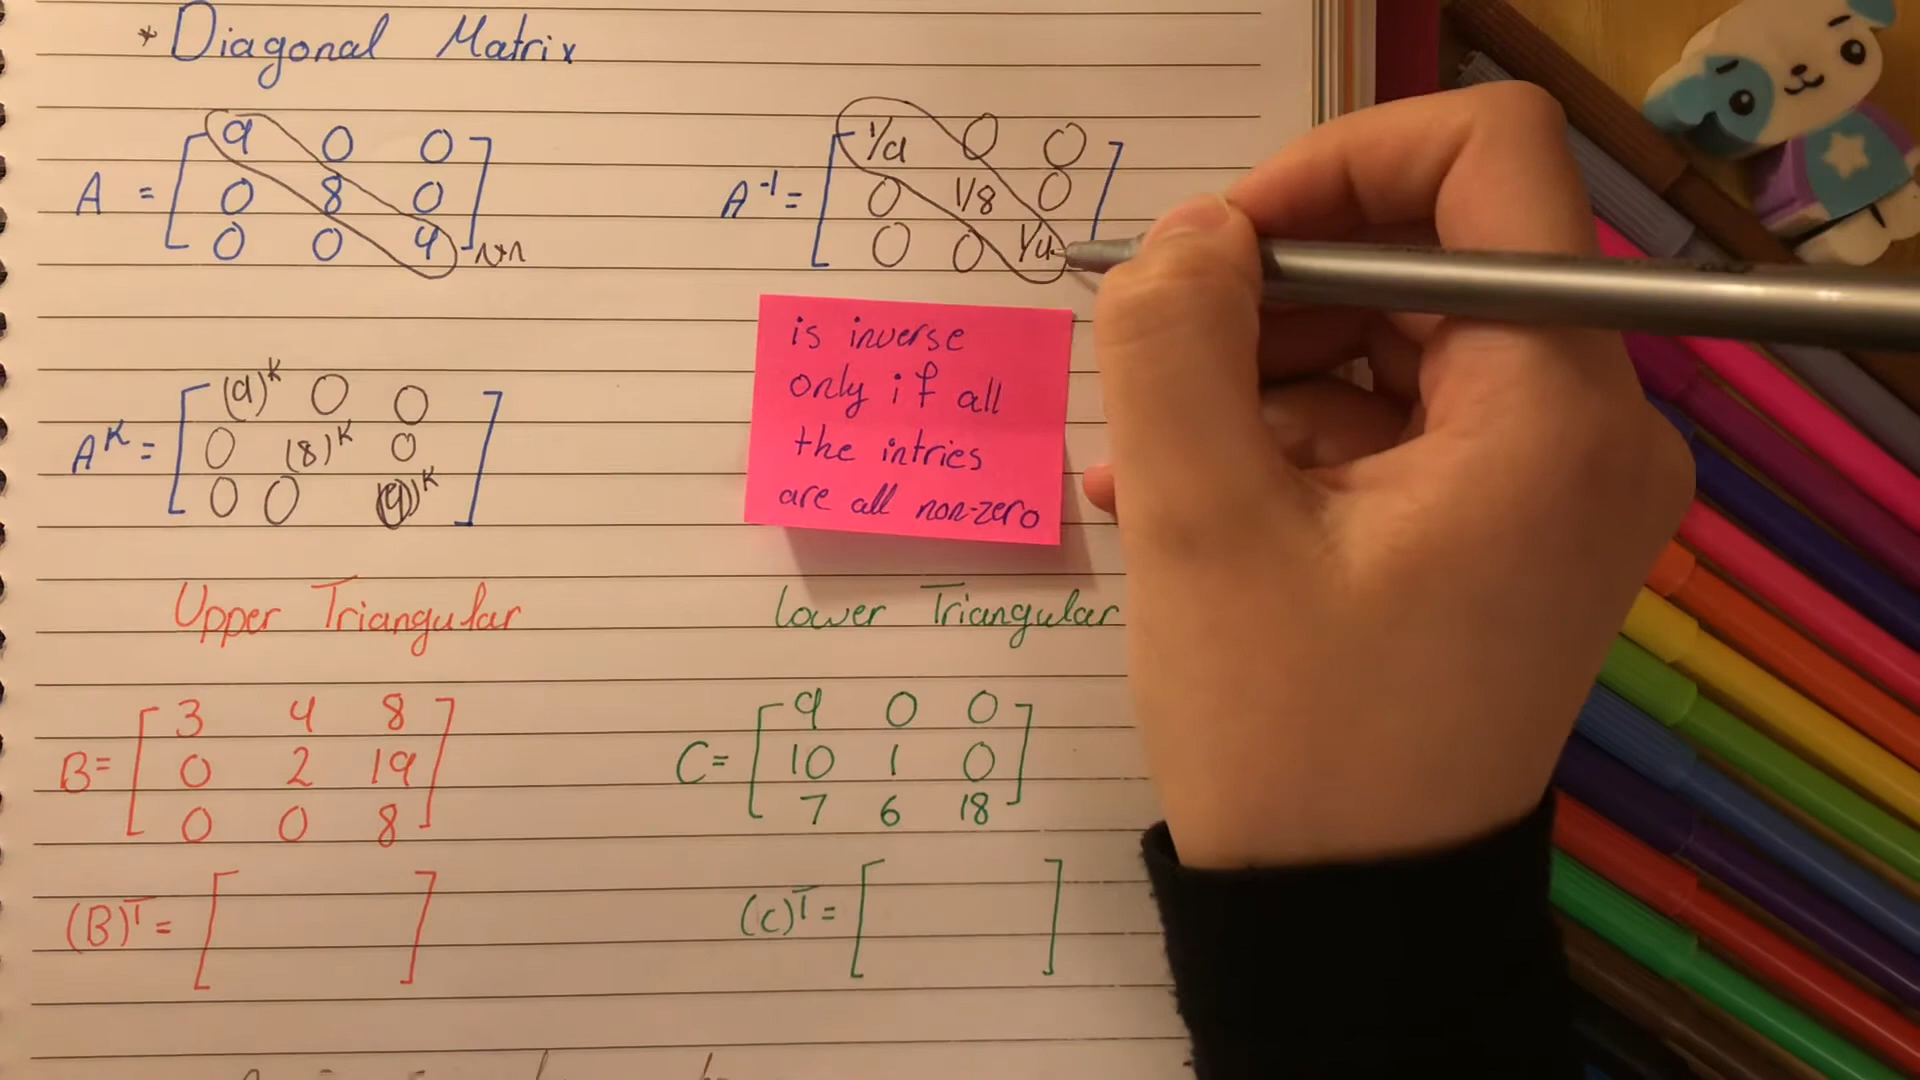 * Diagonal Matrix
A = [ 9 0 0
0 8 0
0 0 4 ] n*n
A⁻¹ = [ 1/9 0 0
0 1/8 0
0 0 1/4 ]
is inverse
only if all
the intries
are all non-zero
Aᴷ = [ (9)ᴷ 0 0
0 (8)ᴷ 0
0 0 (4)ᴷ ]
Upper Triangular
B = [ 3 4 8
0 2 19
0 0 8 ]
(B)ᵀ = [ ]
Lower Triangular
C = [ 9 0 0
10 1 0
7 6 18 ]
(C)ᵀ = [ ]